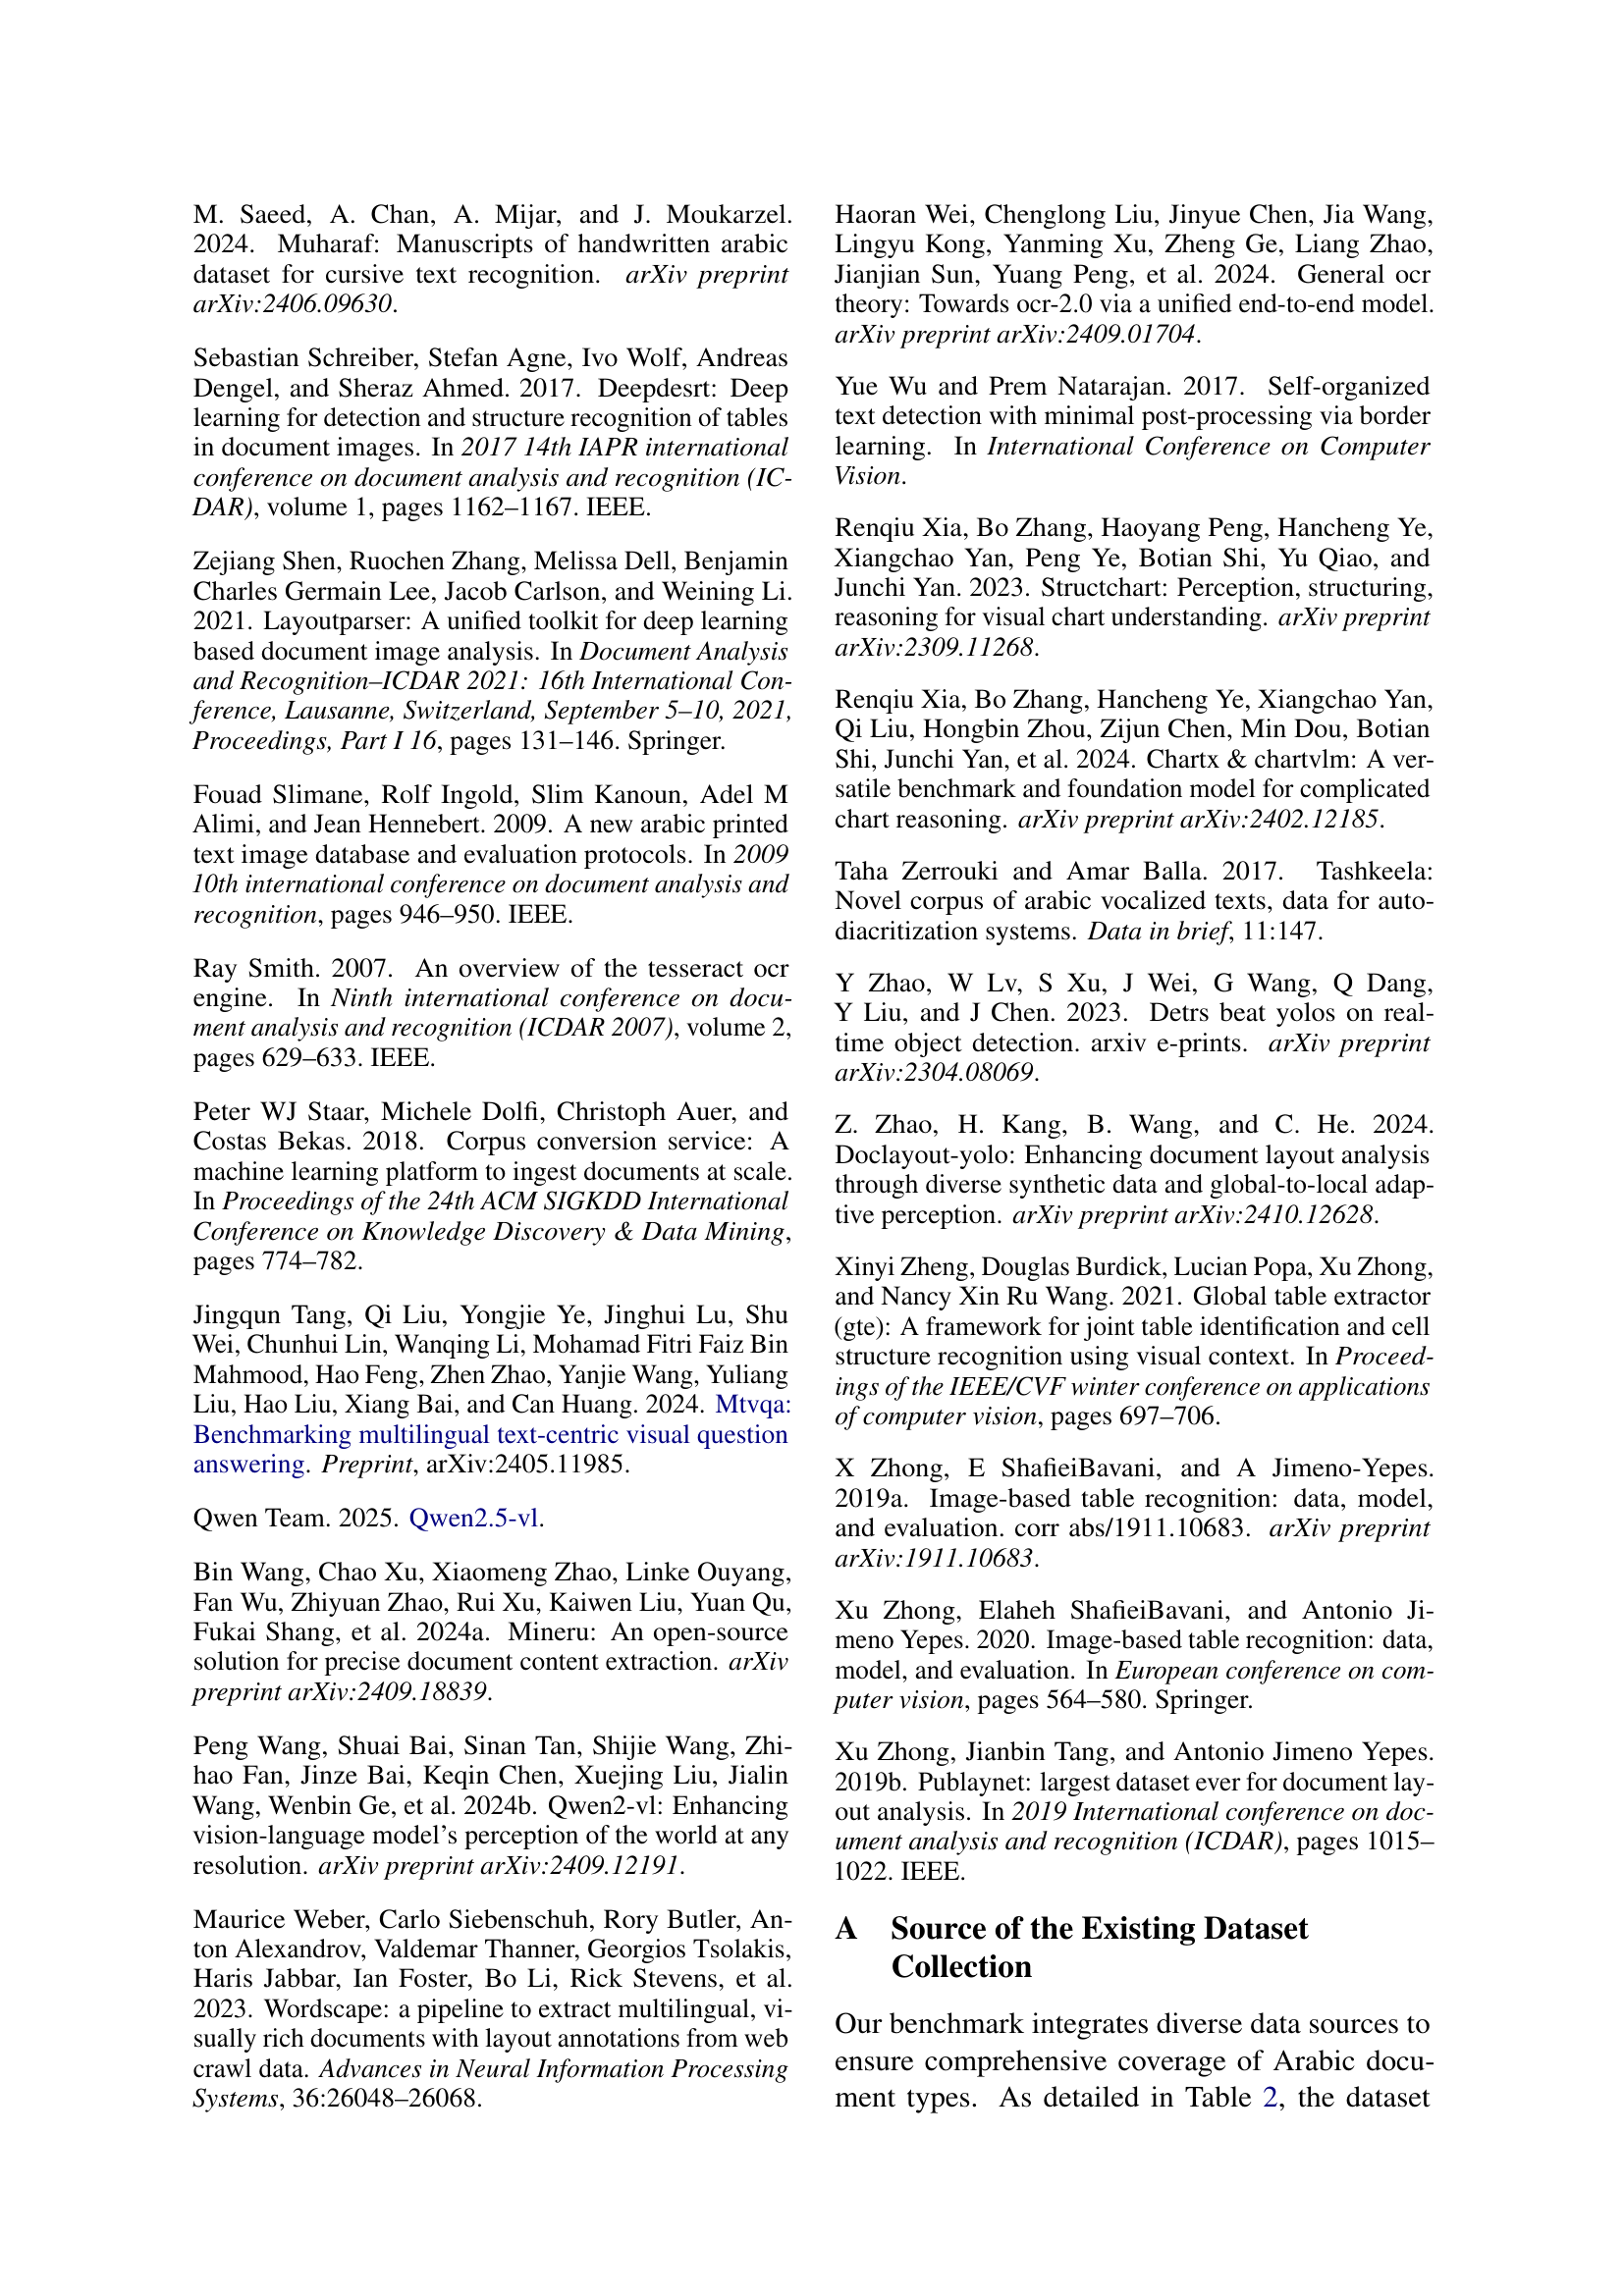 M. Saeed, A. Chan, A. Mijar, and J. Moukarzel.
2024. Muharaf: Manuscripts of handwritten arabic
dataset for cursive text recognition. arXiv preprint
arXiv:2406.09630.
Sebastian Schreiber, Stefan Agne, Ivo Wolf, Andreas
Dengel, and Sheraz Ahmed. 2017. Deepdesrt: Deep
learning for detection and structure recognition of tables
in document images. In 2017 14th IAPR international
conference on document analysis and recognition (IC-
DAR), volume 1, pages 1162–1167. IEEE.
Zejiang Shen, Ruochen Zhang, Melissa Dell, Benjamin
Charles Germain Lee, Jacob Carlson, and Weining Li.
2021. Layoutparser: A unified toolkit for deep learning
based document image analysis. In Document Analysis
and Recognition–ICDAR 2021: 16th International Con-
ference, Lausanne, Switzerland, September 5–10, 2021,
Proceedings, Part I 16, pages 131–146. Springer.
Fouad Slimane, Rolf Ingold, Slim Kanoun, Adel M
Alimi, and Jean Hennebert. 2009. A new arabic printed
text image database and evaluation protocols. In 2009
10th international conference on document analysis and
recognition, pages 946–950. IEEE.
Ray Smith. 2007. An overview of the tesseract ocr
engine. In Ninth international conference on docu-
ment analysis and recognition (ICDAR 2007), volume 2,
pages 629–633. IEEE.
Peter WJ Staar, Michele Dolfi, Christoph Auer, and
Costas Bekas. 2018. Corpus conversion service: A
machine learning platform to ingest documents at scale.
In Proceedings of the 24th ACM SIGKDD International
Conference on Knowledge Discovery & Data Mining,
pages 774–782.
Jingqun Tang, Qi Liu, Yongjie Ye, Jinghui Lu, Shu
Wei, Chunhui Lin, Wanqing Li, Mohamad Fitri Faiz Bin
Mahmood, Hao Feng, Zhen Zhao, Yanjie Wang, Yuliang
Liu, Hao Liu, Xiang Bai, and Can Huang. 2024. Mtvqa:
Benchmarking multilingual text-centric visual question
answering. Preprint, arXiv:2405.11985.
Qwen Team. 2025. Qwen2.5-vl.
Bin Wang, Chao Xu, Xiaomeng Zhao, Linke Ouyang,
Fan Wu, Zhiyuan Zhao, Rui Xu, Kaiwen Liu, Yuan Qu,
Fukai Shang, et al. 2024a. Mineru: An open-source
solution for precise document content extraction. arXiv
preprint arXiv:2409.18839.
Peng Wang, Shuai Bai, Sinan Tan, Shijie Wang, Zhi-
hao Fan, Jinze Bai, Keqin Chen, Xuejing Liu, Jialin
Wang, Wenbin Ge, et al. 2024b. Qwen2-vl: Enhancing
vision-language model's perception of the world at any
resolution. arXiv preprint arXiv:2409.12191.
Maurice Weber, Carlo Siebenschuh, Rory Butler, An-
ton Alexandrov, Valdemar Thanner, Georgios Tsolakis,
Haris Jabbar, Ian Foster, Bo Li, Rick Stevens, et al.
2023. Wordscape: a pipeline to extract multilingual, vi-
sually rich documents with layout annotations from web
crawl data. Advances in Neural Information Processing
Systems, 36:26048–26068.
Haoran Wei, Chenglong Liu, Jinyue Chen, Jia Wang,
Lingyu Kong, Yanming Xu, Zheng Ge, Liang Zhao,
Jianjian Sun, Yuang Peng, et al. 2024. General ocr
theory: Towards ocr-2.0 via a unified end-to-end model.
arXiv preprint arXiv:2409.01704.
Yue Wu and Prem Natarajan. 2017. Self-organized
text detection with minimal post-processing via border
learning. In International Conference on Computer
Vision.
Renqiu Xia, Bo Zhang, Haoyang Peng, Hancheng Ye,
Xiangchao Yan, Peng Ye, Botian Shi, Yu Qiao, and
Junchi Yan. 2023. Structchart: Perception, structuring,
reasoning for visual chart understanding. arXiv preprint
arXiv:2309.11268.
Renqiu Xia, Bo Zhang, Hancheng Ye, Xiangchao Yan,
Qi Liu, Hongbin Zhou, Zijun Chen, Min Dou, Botian
Shi, Junchi Yan, et al. 2024. Chartx & chartvlm: A ver-
satile benchmark and foundation model for complicated
chart reasoning. arXiv preprint arXiv:2402.12185.
Taha Zerrouki and Amar Balla. 2017. Tashkeela:
Novel corpus of arabic vocalized texts, data for auto-
diacritization systems. Data in brief, 11:147.
Y Zhao, W Lv, S Xu, J Wei, G Wang, Q Dang,
Y Liu, and J Chen. 2023. Detrs beat yolos on real-
time object detection. arxiv e-prints. arXiv preprint
arXiv:2304.08069.
Z. Zhao, H. Kang, B. Wang, and C. He. 2024.
Doclayout-yolo: Enhancing document layout analysis
through diverse synthetic data and global-to-local adap-
tive perception. arXiv preprint arXiv:2410.12628.
Xinyi Zheng, Douglas Burdick, Lucian Popa, Xu Zhong,
and Nancy Xin Ru Wang. 2021. Global table extractor
(gte): A framework for joint table identification and cell
structure recognition using visual context. In Proceed-
ings of the IEEE/CVF winter conference on applications
of computer vision, pages 697–706.
X Zhong, E ShafieiBavani, and A Jimeno-Yepes.
2019a. Image-based table recognition: data, model,
and evaluation. corr abs/1911.10683. arXiv preprint
arXiv:1911.10683.
Xu Zhong, Elaheh ShafieiBavani, and Antonio Ji-
meno Yepes. 2020. Image-based table recognition: data,
model, and evaluation. In European conference on com-
puter vision, pages 564–580. Springer.
Xu Zhong, Jianbin Tang, and Antonio Jimeno Yepes.
2019b. Publaynet: largest dataset ever for document lay-
out analysis. In 2019 International conference on doc-
ument analysis and recognition (ICDAR), pages 1015–
1022. IEEE.
A Source of the Existing Dataset
Collection
Our benchmark integrates diverse data sources to
ensure comprehensive coverage of Arabic docu-
ment types. As detailed in Table 2, the dataset